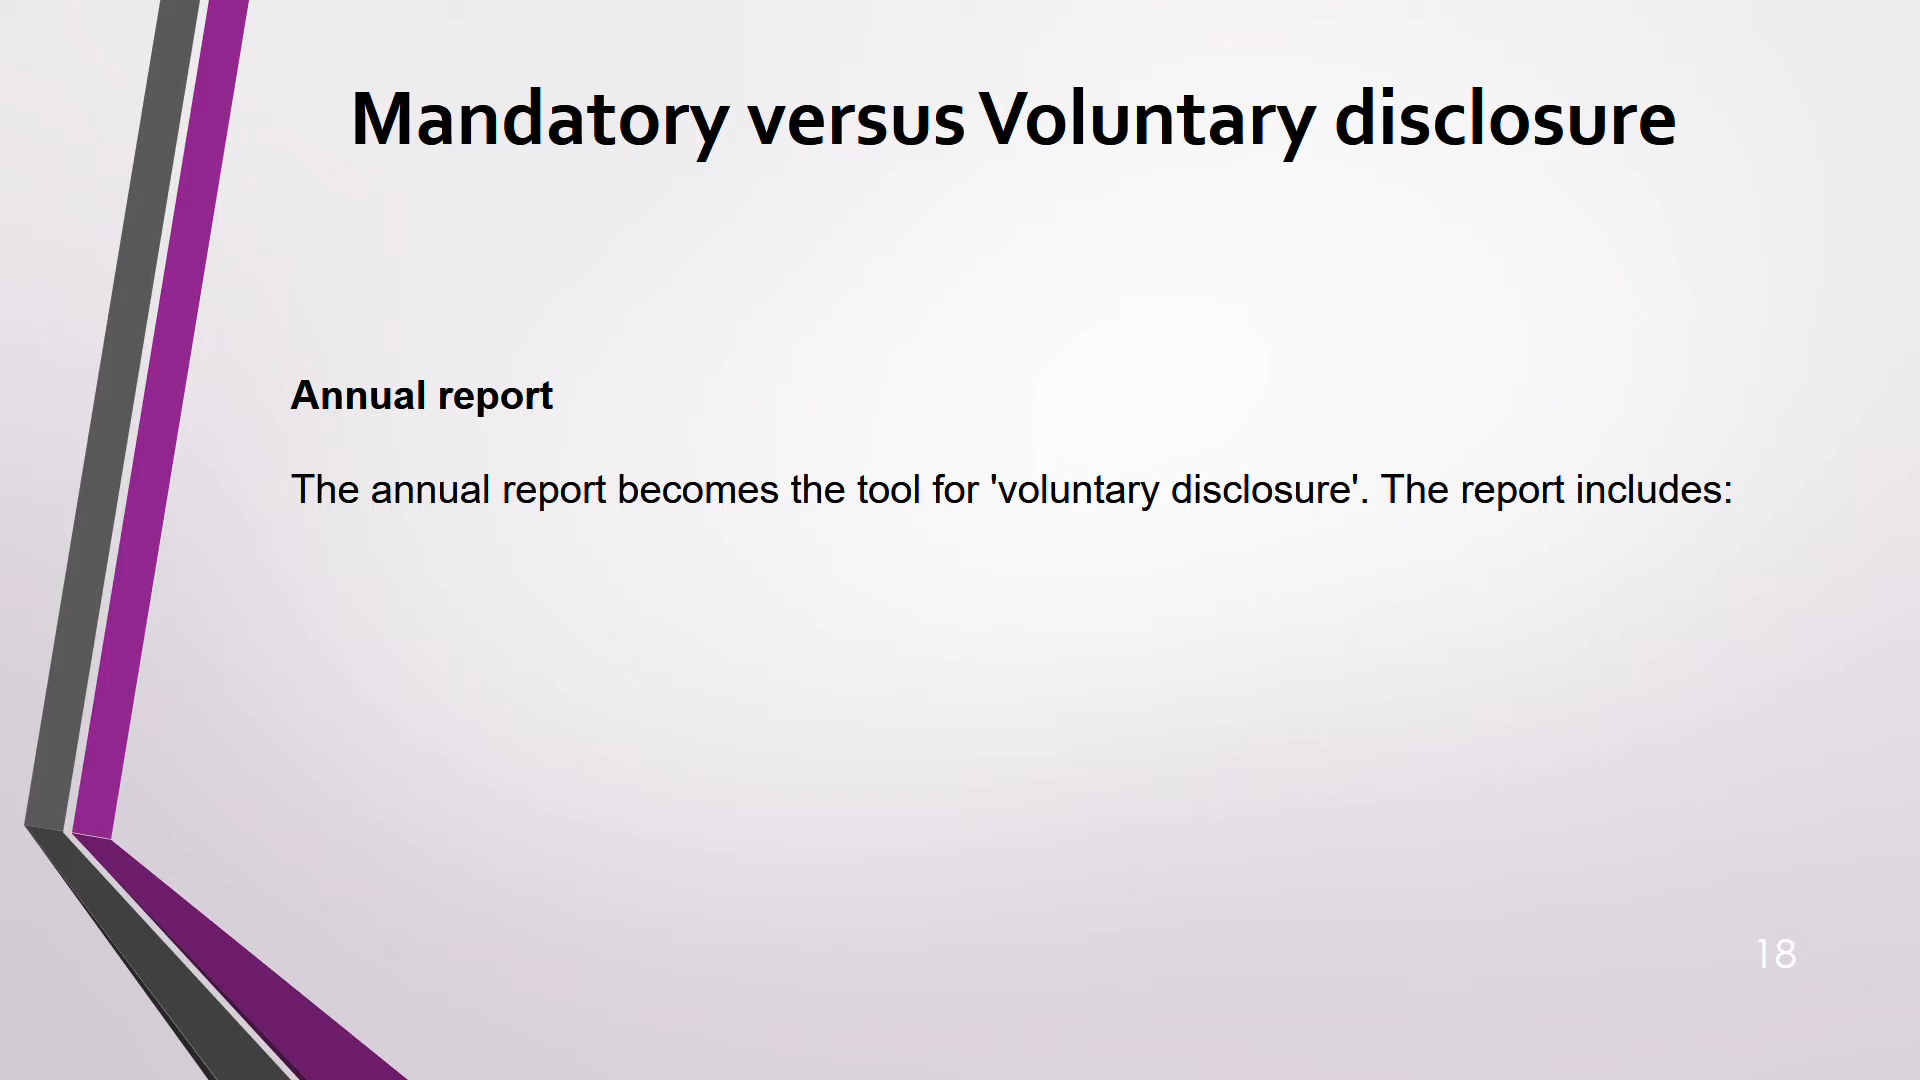 Mandatory versus Voluntary disclosure
Annual report
The annual report becomes the tool for 'voluntary disclosure'. The report includes:
18